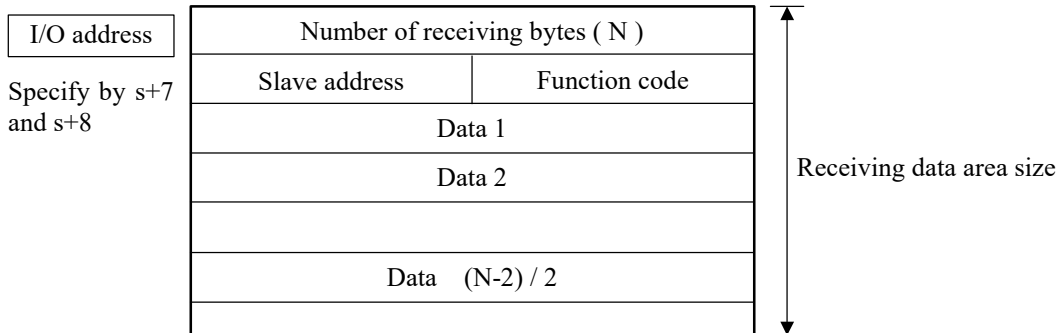 I/O address
Number of receiving bytes ( N )
Slave address
Function code
Specify by s+7
and s+8
Data 1
Data 2
Receiving data area size
Data (N-2) / 2